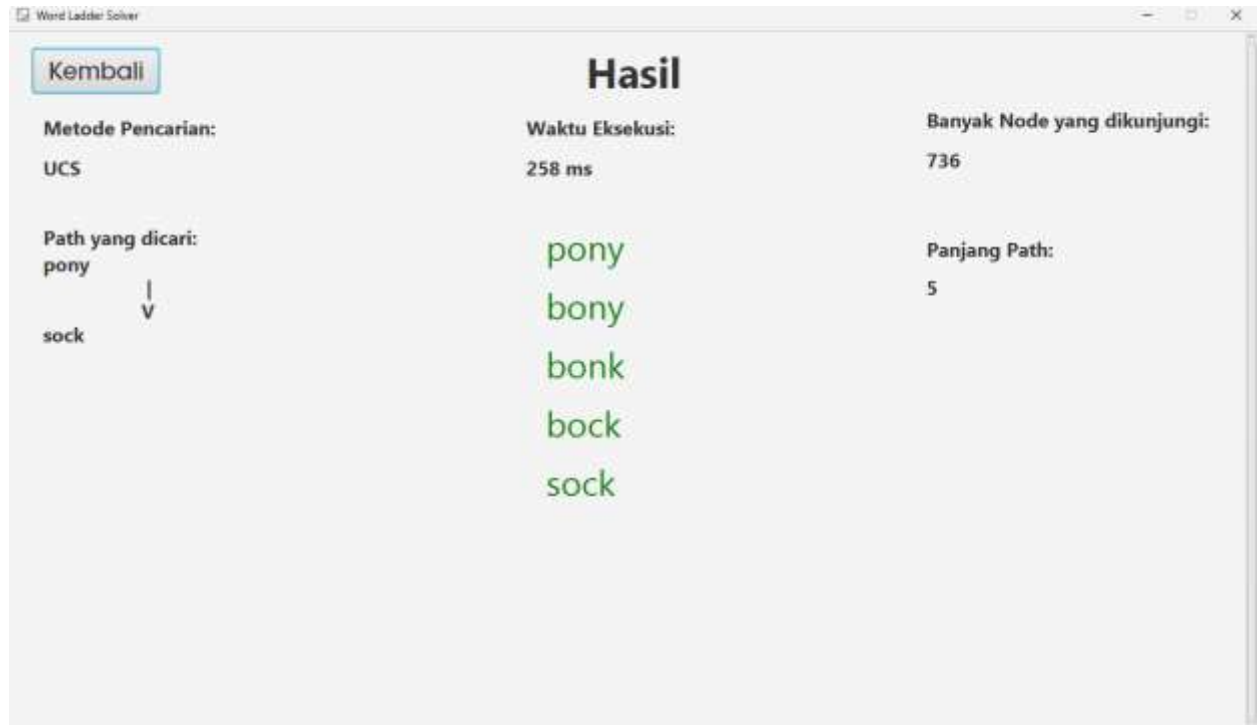 Word Ladder Solver
Kembali
Hasil
Metode Pencarian:
UCS
Waktu Eksekusi:
258 ms
Banyak Node yang dikunjungi:
736
Path yang dicari:
pony
|
V
sock
pony
bony
bonk
bock
sock
Panjang Path:
5